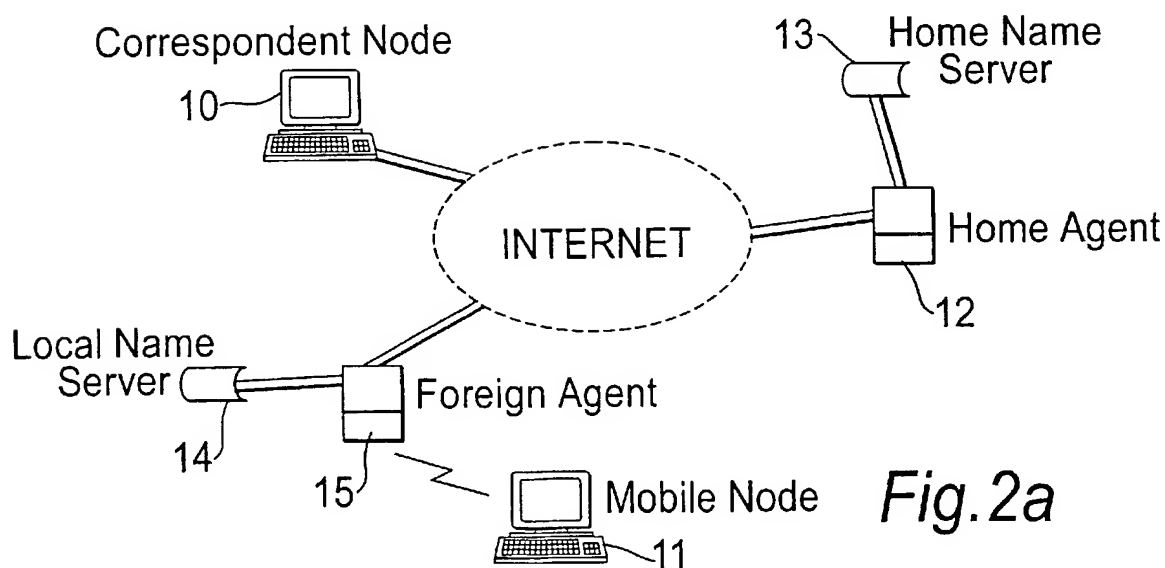 Correspondent Node
10
13
Home Name
Server
INTERNET
Home Agent
12
Local Name
Server
14
Foreign Agent
15
Mobile Node
11
Fig.2a